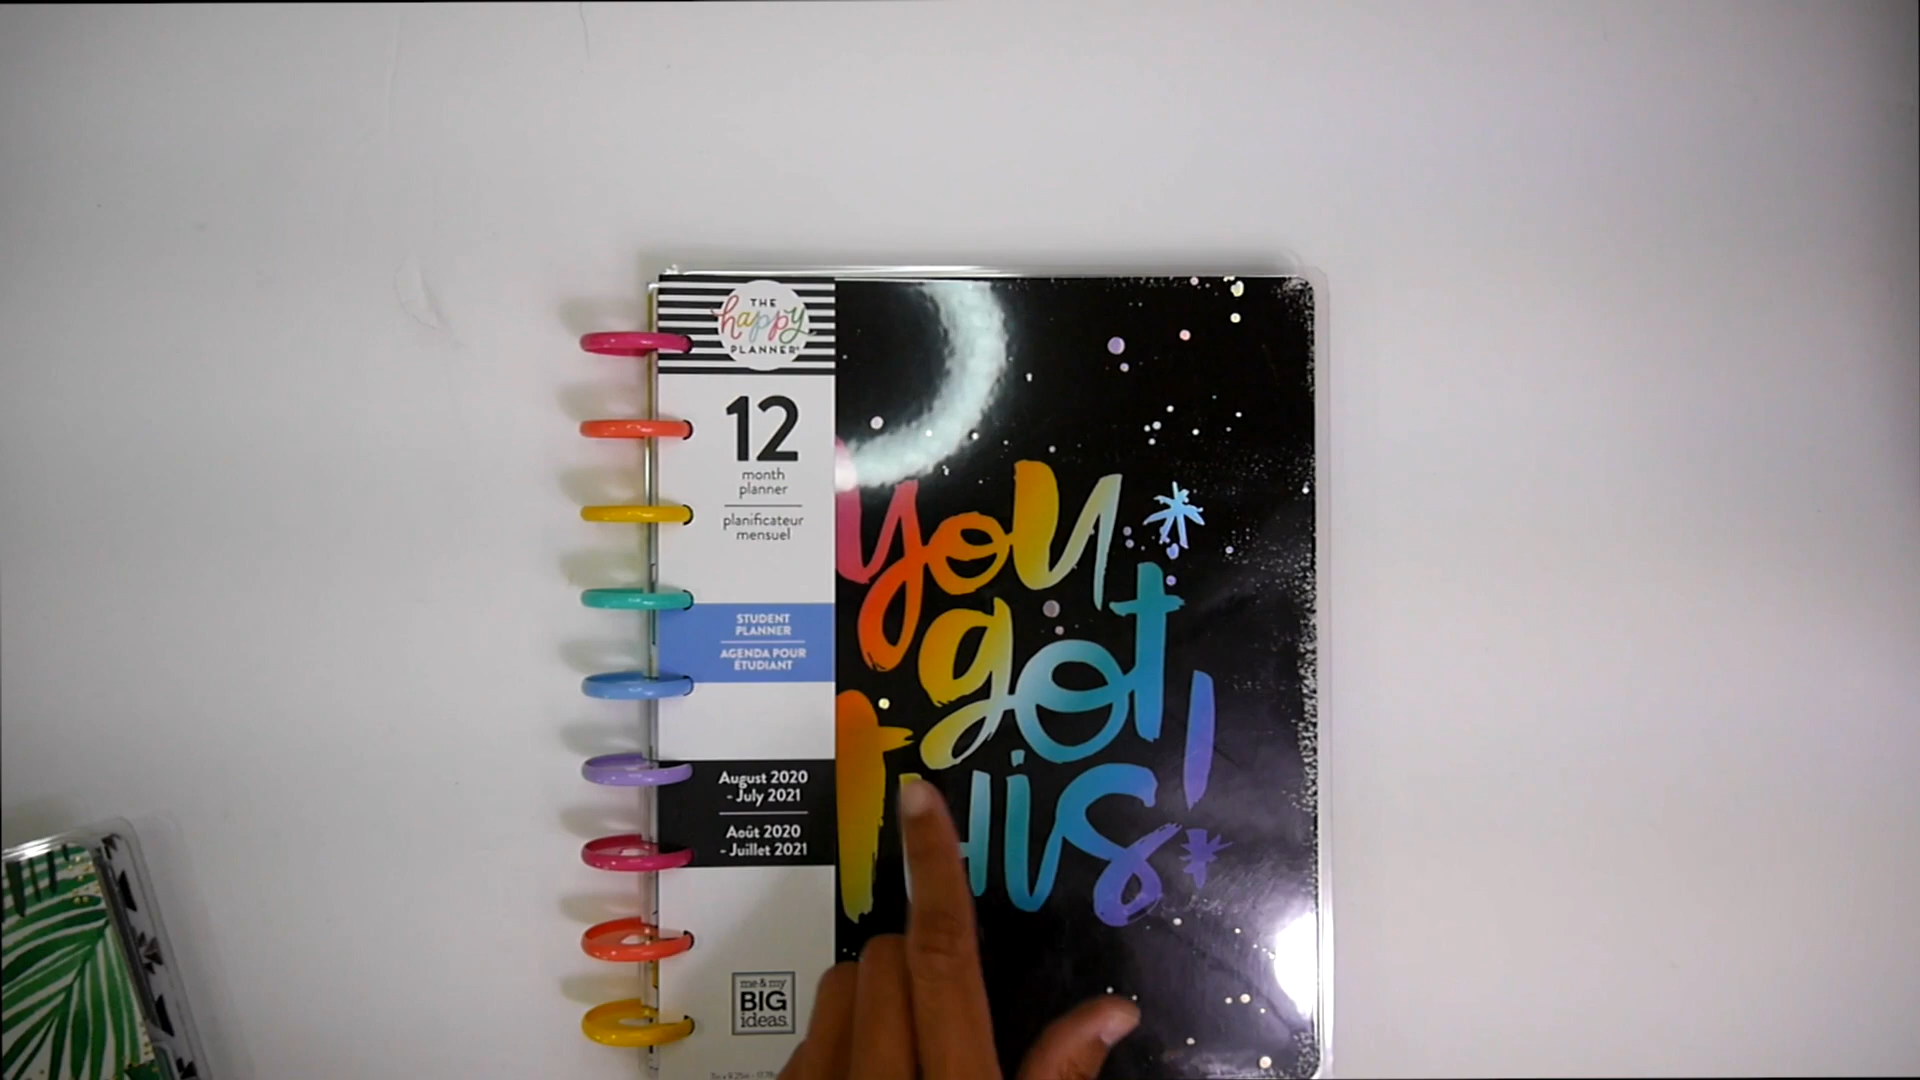 THE
happy
PLANNER®
12
month
planner
planificateur
mensuel
STUDENT
PLANNER
AGENDA POUR
ÉTUDIANT
August 2020
- July 2021
Août 2020
- Juillet 2021
me & my
BIG
ideas
you
got
THis!